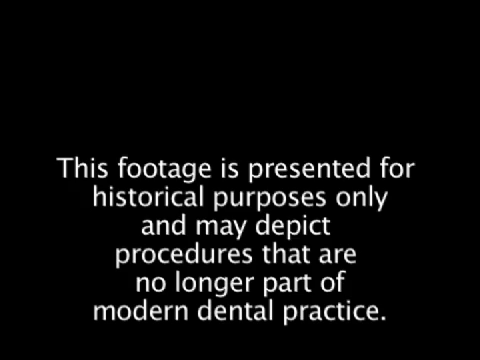 This footage is presented for
historical purposes only
and may depict
procedures that are
no longer part of
modern dental practice.